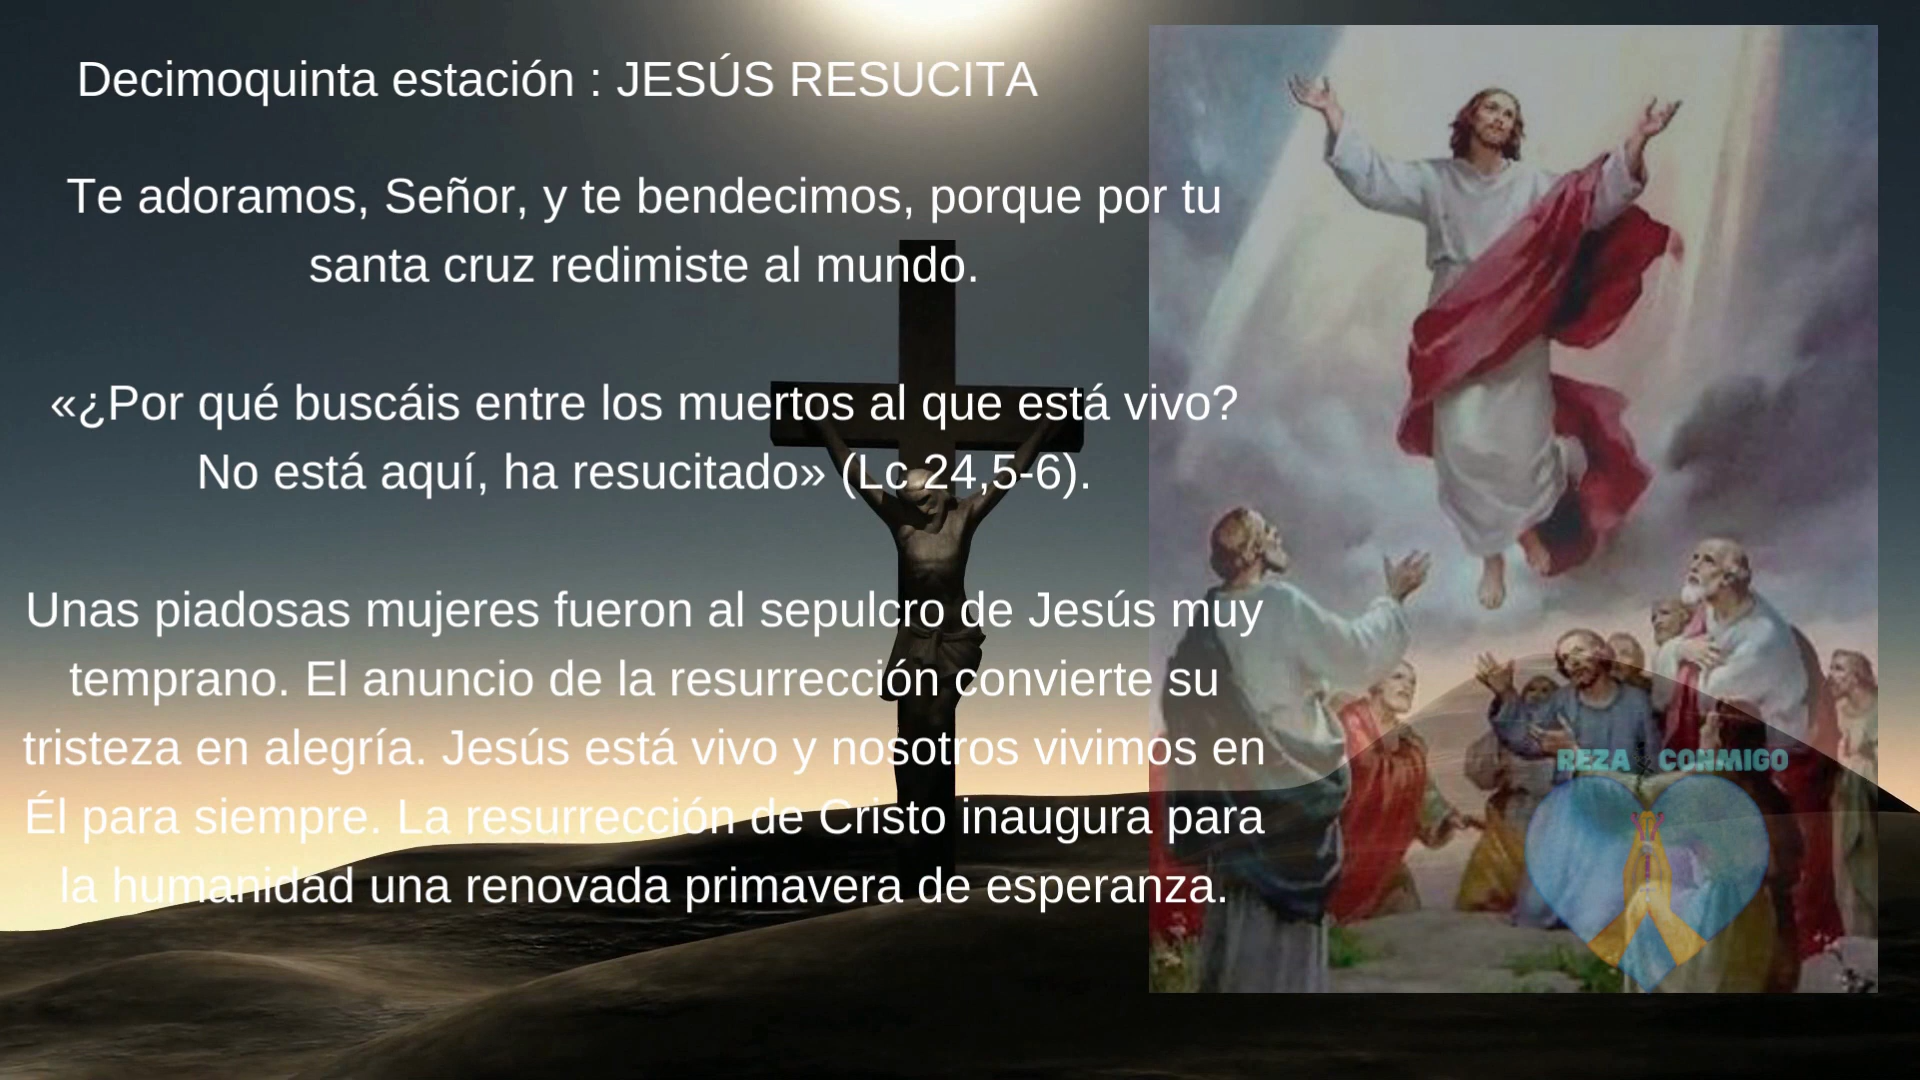 Decimoquinta estación : JESÚS RESUCITA
Te adoramos, Señor, y te bendecimos, porque por tu
santa cruz redimiste al mundo.
«¿Por qué buscáis entre los muertos al que está vivo?
No está aquí, ha resucitado» (Lc 24,5-6).
Unas piadosas mujeres fueron al sepulcro de Jesús muy
temprano. El anuncio de la resurrección convierte su
tristeza en alegría. Jesús está vivo y nosotros vivimos en
Él para siempre. La resurrección de Cristo inaugura para
la humanidad una renovada primavera de esperanza.
REZA CONMIGO